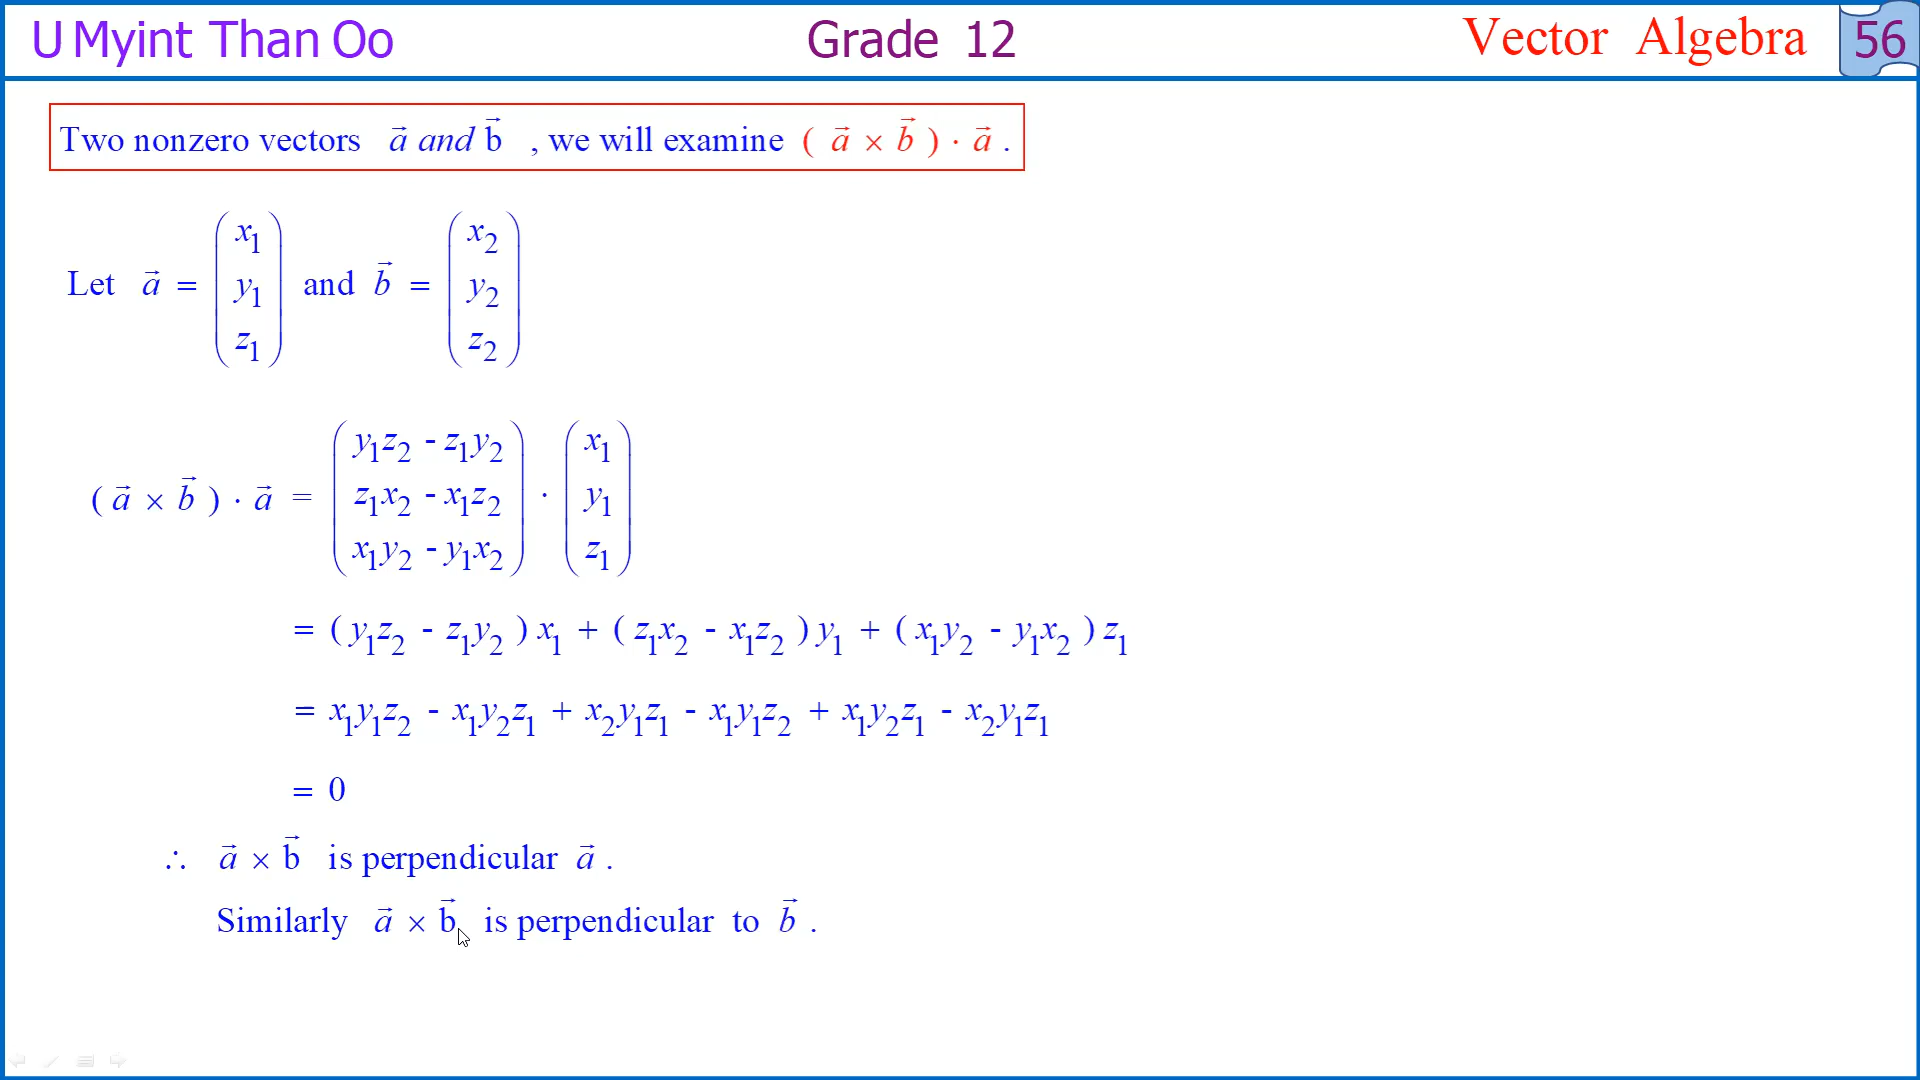 U Myint Than Oo Grade 12 Vector Algebra 56
Two nonzero vectors a⃗ and b⃗ , we will examine ( a⃗ × b⃗ ) · a⃗ .
Let a⃗ = (x₁ y₁ z₁) and b⃗ = (x₂ y₂ z₂)
( a⃗ × b⃗ ) · a⃗ = (y₁z₂ - z₁y₂ z₁x₂ - x₁z₂ x₁y₂ - y₁x₂) · (x₁ y₁ z₁)
= ( y₁z₂ - z₁y₂ ) x₁ + ( z₁x₂ - x₁z₂ ) y₁ + ( x₁y₂ - y₁x₂ ) z₁
= x₁y₁z₂ - x₁y₂z₁ + x₂y₁z₁ - x₁y₁z₂ + x₁y₂z₁ - x₂y₁z₁
= 0
∴ a⃗ × b⃗ is perpendicular a⃗ .
Similarly a⃗ × b⃗ is perpendicular to b⃗ .